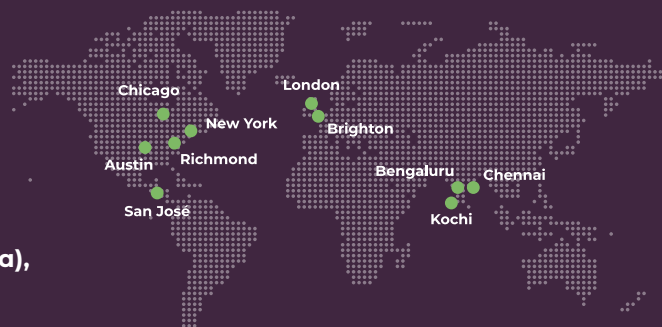 London
Chicago
New York
Brighton
Austin
Richmond
Bengaluru
Chennai
San José
Kochi
a),